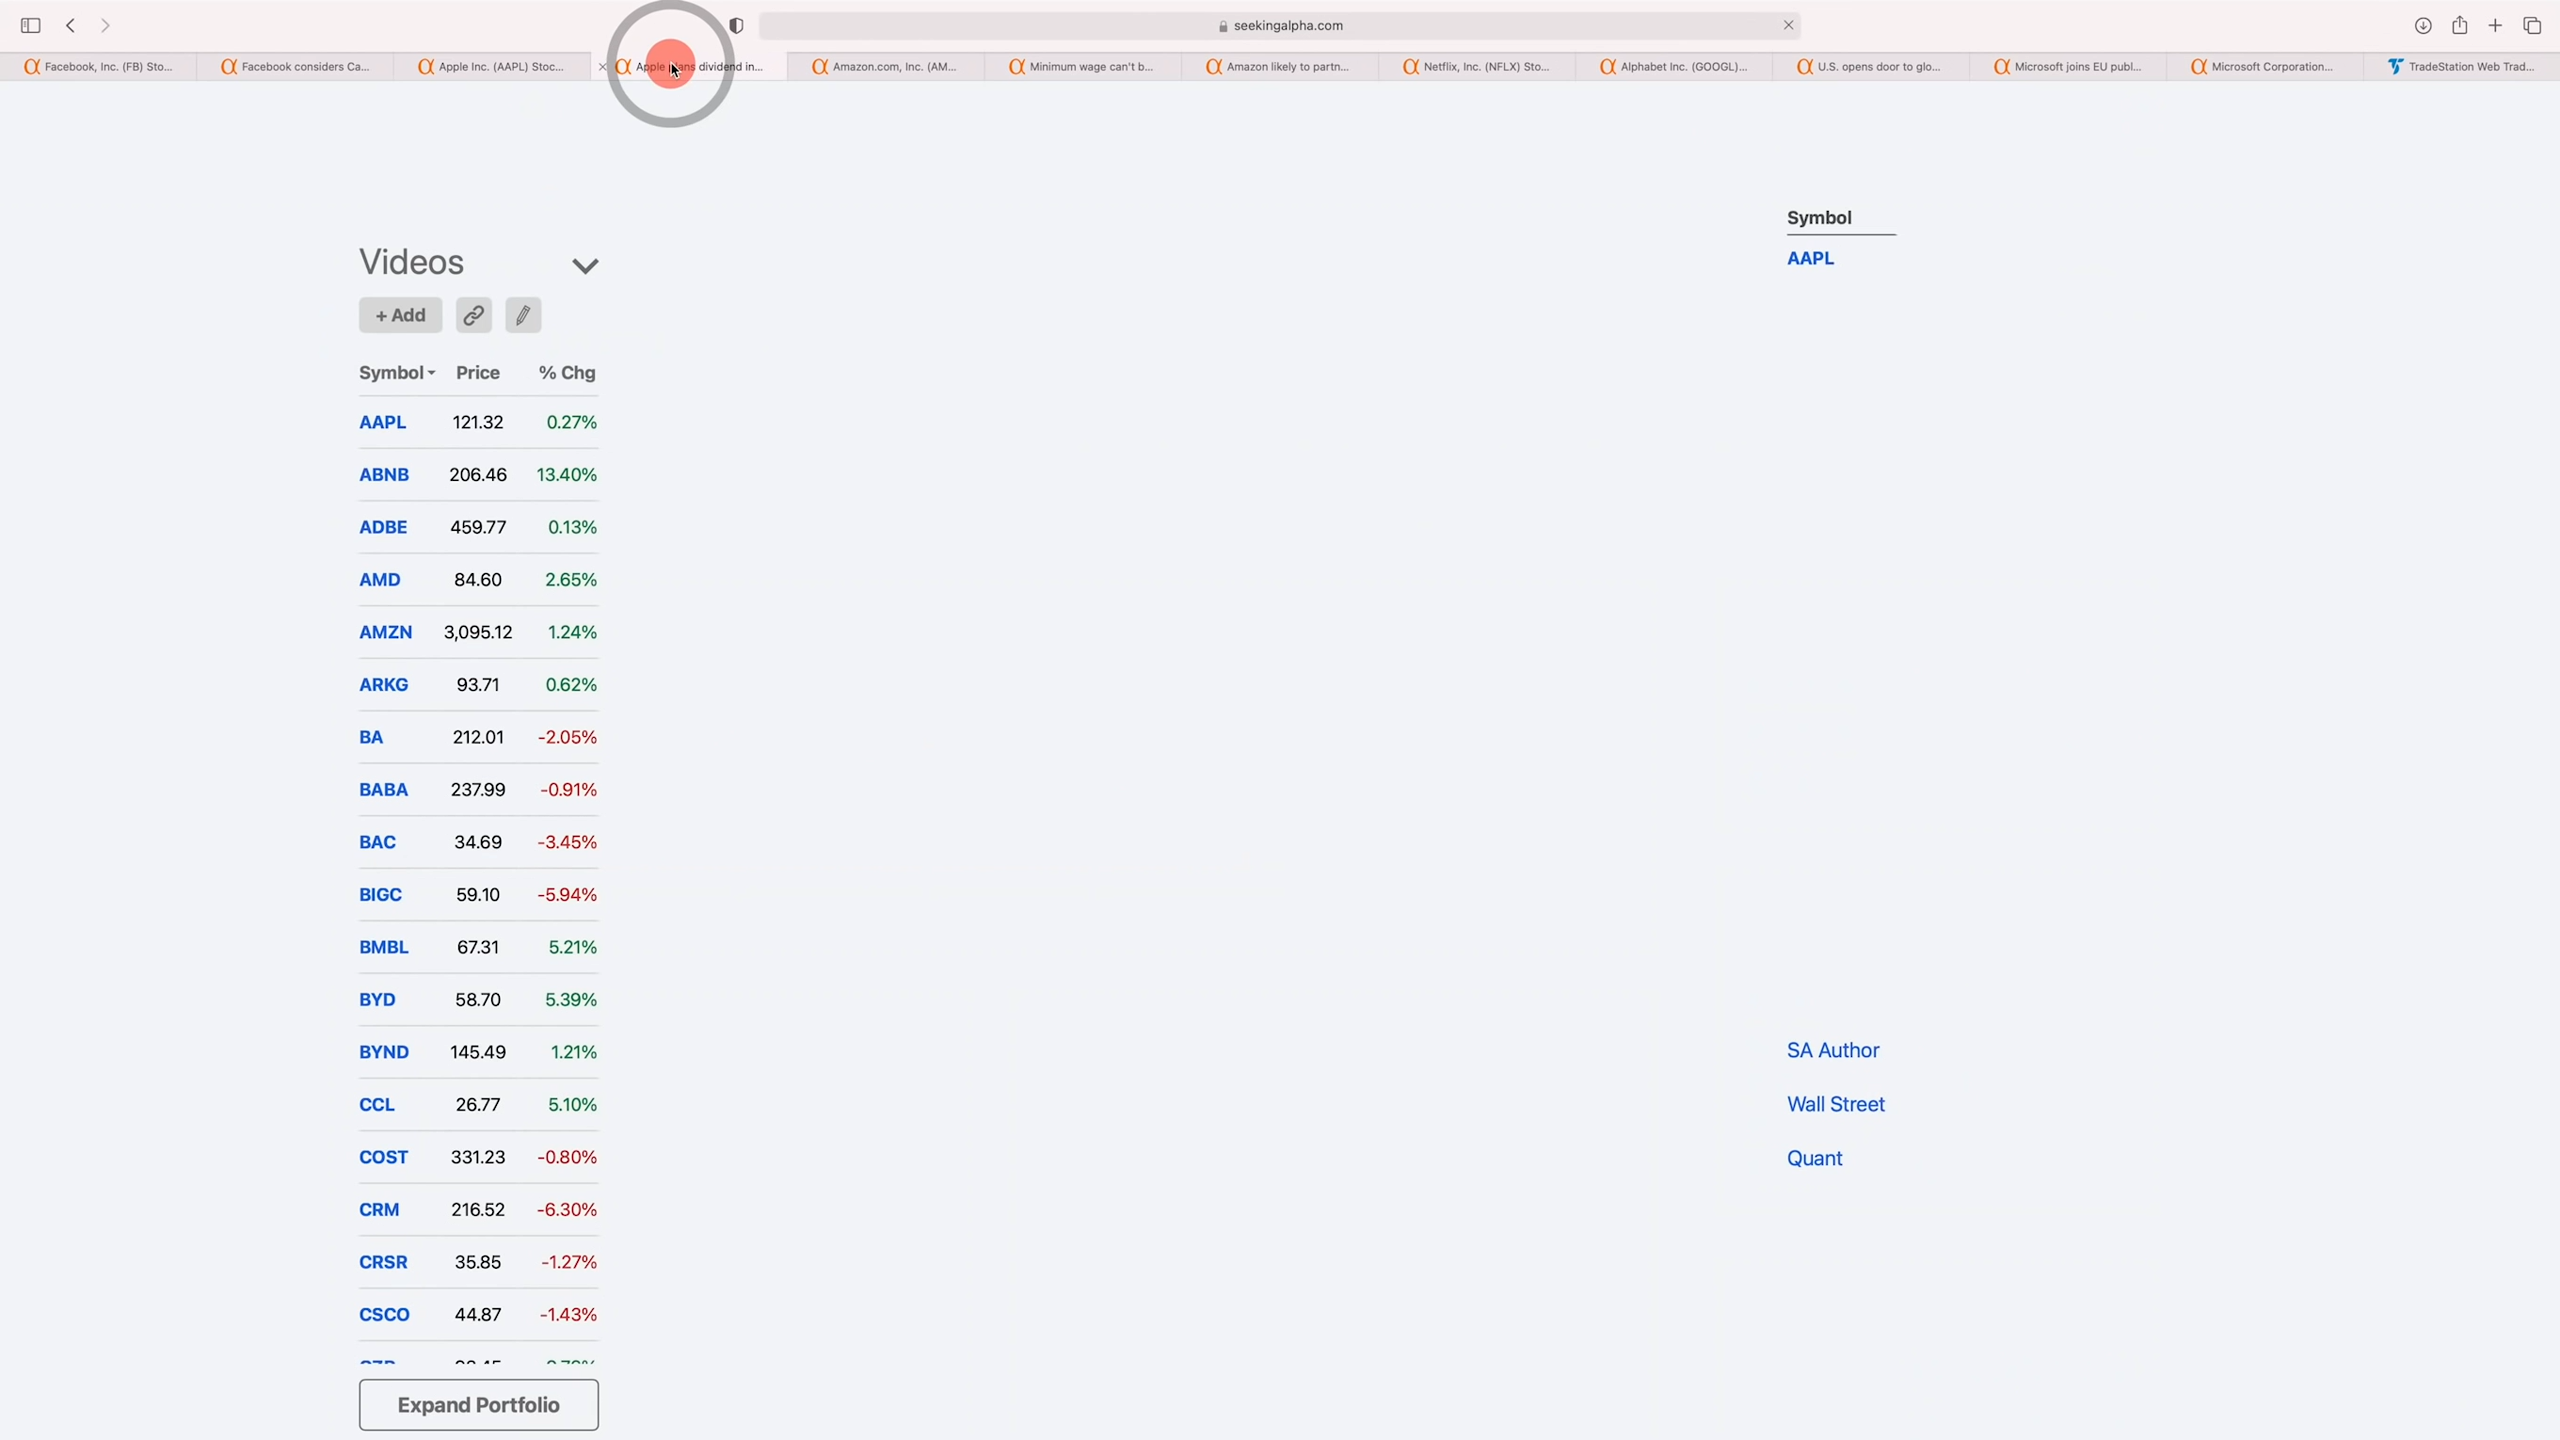 seekingalpha.com
Facebook, Inc. (FB) Sto...
Facebook considers Ca...
Apple Inc. (AAPL) Stoc...
Apple plans dividend in...
Amazon.com, Inc. (AM...
Minimum wage can't b...
Amazon likely to partn...
Netflix, Inc. (NFLX) Sto...
Alphabet Inc. (GOOGL)...
U.S. opens door to glo...
Microsoft joins EU publ...
Microsoft Corporation...
TradeStation Web Trad...
Videos
+ Add
Symbol Price % Chg
AAPL 121.32 0.27%
ABNB 206.46 13.40%
ADBE 459.77 0.13%
AMD 84.60 2.65%
AMZN 3,095.12 1.24%
ARKG 93.71 0.62%
BA 212.01 -2.05%
BABA 237.99 -0.91%
BAC 34.69 -3.45%
BIGC 59.10 -5.94%
BMBL 67.31 5.21%
BYD 58.70 5.39%
BYND 145.49 1.21%
CCL 26.77 5.10%
COST 331.23 -0.80%
CRM 216.52 -6.30%
CRSR 35.85 -1.27%
CSCO 44.87 -1.43%
Expand Portfolio
Symbol
AAPL
SA Author
Wall Street
Quant